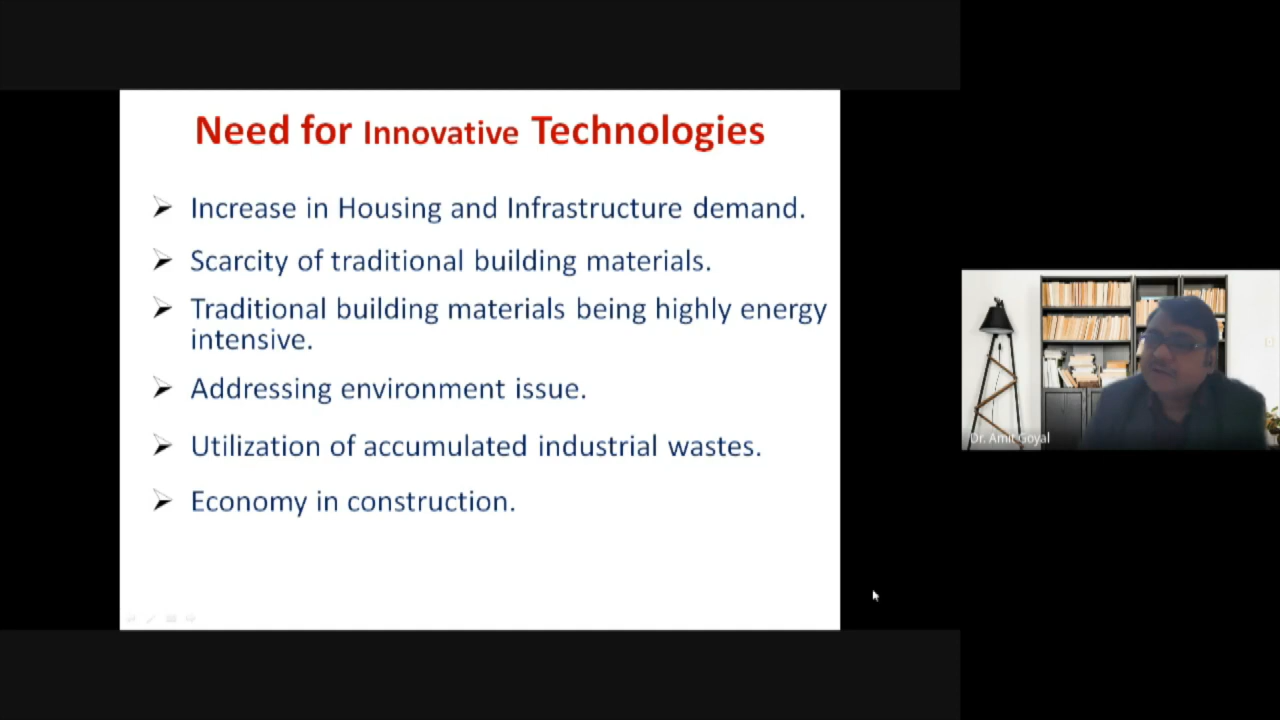 Need for Innovative Technologies
Increase in Housing and Infrastructure demand.
Scarcity of traditional building materials.
Traditional building materials being highly energy
intensive.
Addressing environment issue.
Utilization of accumulated industrial wastes.
Economy in construction.
Dr. Amit Goyal